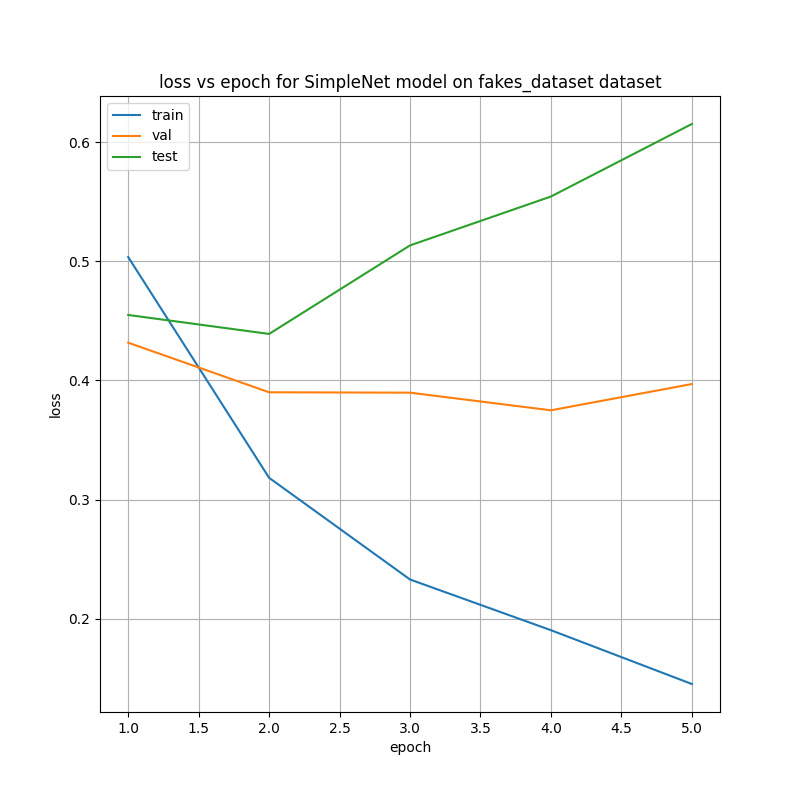 loss vs epoch for SimpleNet model on fakes_dataset dataset
train
val
test
0.6
0.5
0.4
0.3
0.2
loss
1.0 1.5 2.0 2.5 3.0 3.5 4.0 4.5 5.0
epoch